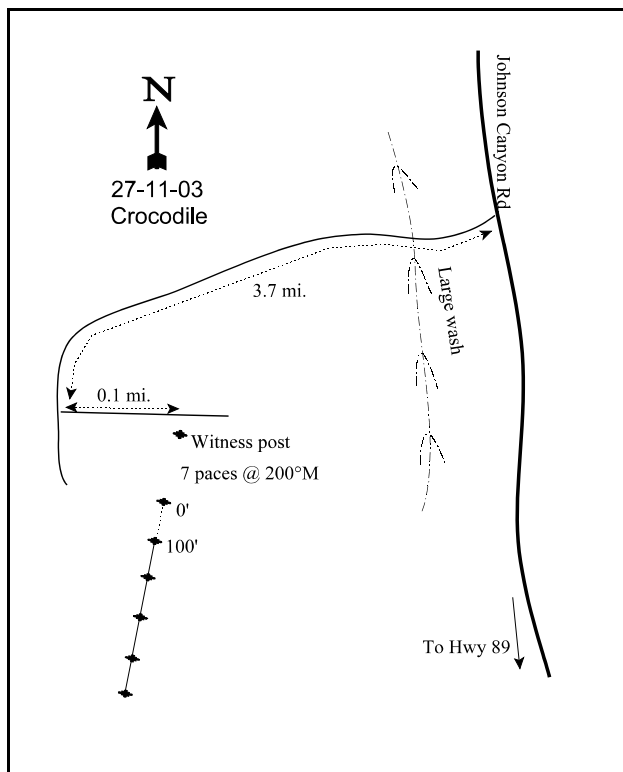 N
27-11-03
Crocodile
Johnson Canyon Rd
3.7 mi.
Large wash
0.1 mi.
Witness post
7 paces @ 200°M
0'
100'
To Hwy 89